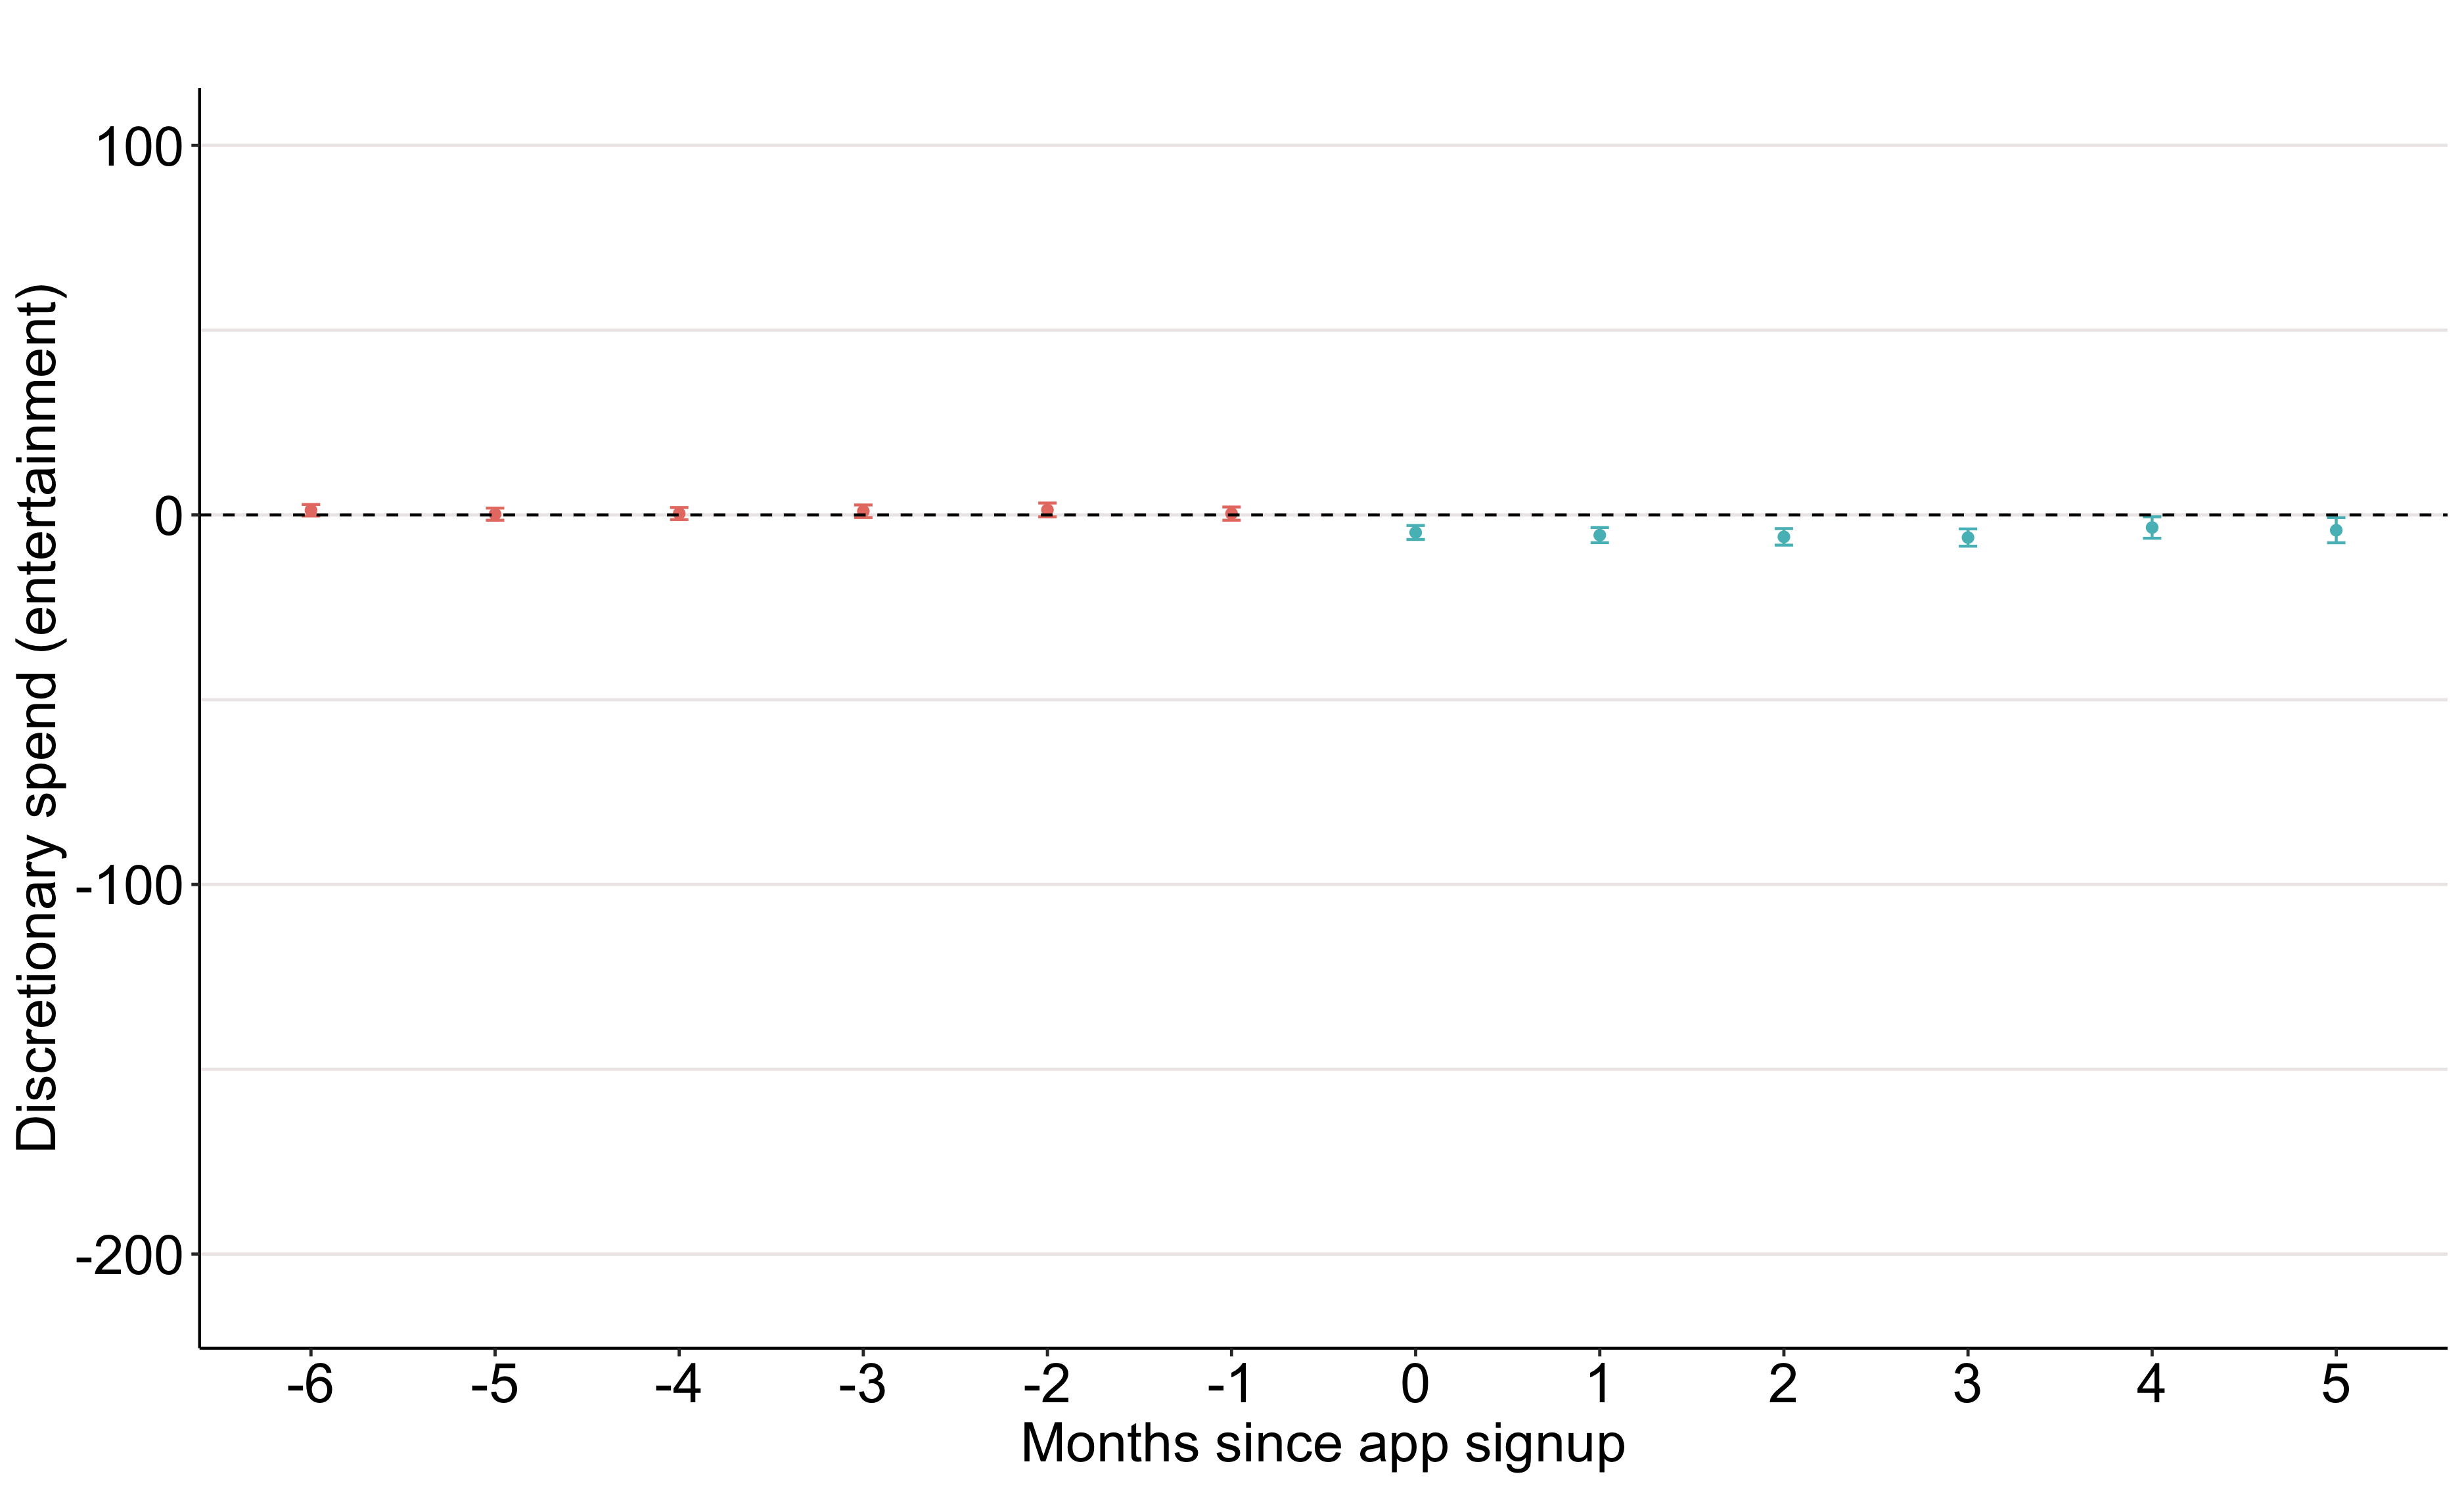 Discretionary spend (entertainment)
100
0
-100
-200
-6 -5 -4 -3 -2 -1 0 1 2 3 4 5
Months since app signup